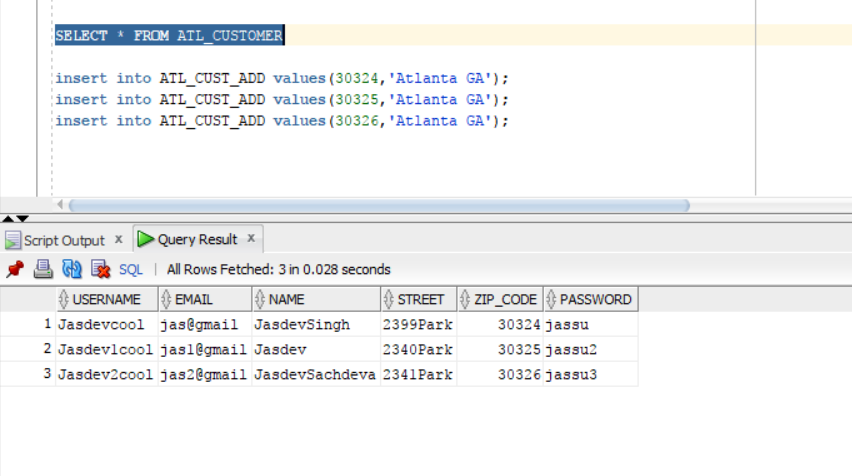 SELECT * FROM ATL_CUSTOMER
insert into ATL_CUST_ADD values(30324,'Atlanta GA');
insert into ATL_CUST_ADD values(30325,'Atlanta GA');
insert into ATL_CUST_ADD values(30326,'Atlanta GA');
Script Output x Query Result x
SQL | All Rows Fetched: 3 in 0.028 seconds
USERNAME EMAIL NAME STREET ZIP_CODE PASSWORD
1 Jasdevcool jas@gmail JasdevSingh 2399Park 30324 jassu
2 Jasdev1cool jas1@gmail Jasdev 2340Park 30325 jassu2
3 Jasdev2cool jas2@gmail JasdevSachdeva 2341Park 30326 jassu3